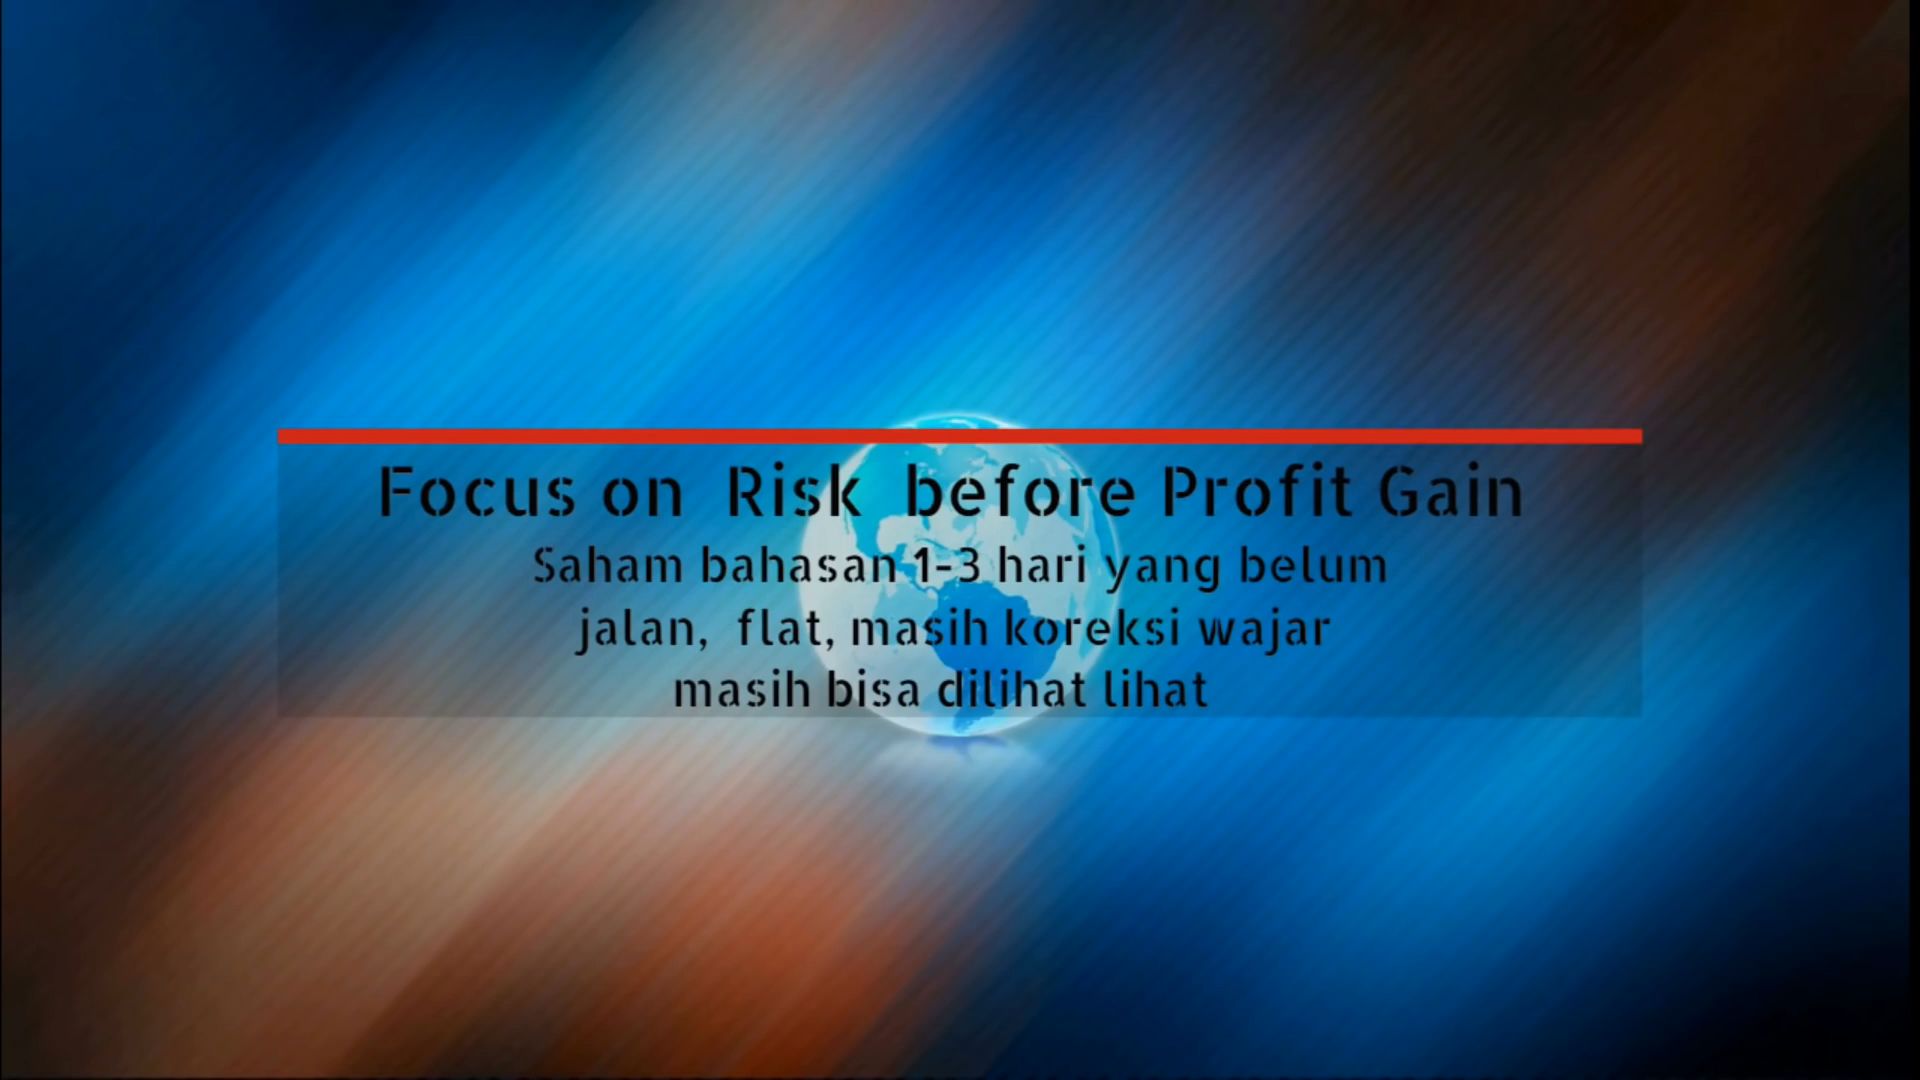 Focus on Risk before Profit Gain
Saham bahasan 1-3 hari yang belum
jalan, flat, masih koreksi wajar
masih bisa dilihat lihat